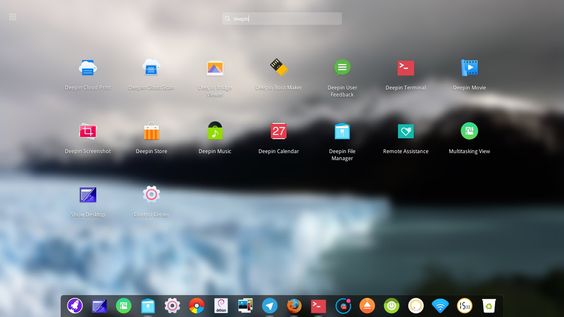 deepin
Deepin Cloud Print
Deepin Cloud Scan
Deepin Image
Viewer
Deepin Boot Maker
Deepin User
Feedback
Deepin Terminal
Deepin Movie
Deepin Screenshot
Deepin Store
Deepin Music
Deepin Calendar
27
Deepin File
Manager
Remote Assistance
Multitasking View
Show Desktop
Control Center